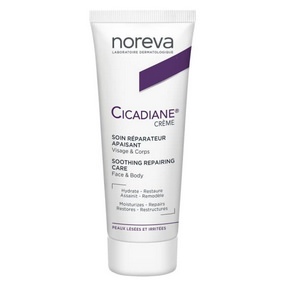 noreva
LABORATOIRE DERMATOLOGIQUE
CICADIANE®
CRÈME
SOIN RÉPARATEUR
APAISANT
Visage & Corps
SOOTHING REPAIRING
CARE
Face & Body
Hydrate - Restaure
Assainit - Remodèle
Moisturizes - Repairs
Restores - Restructures
PEAUX LÉSÉES ET IRRITÉES